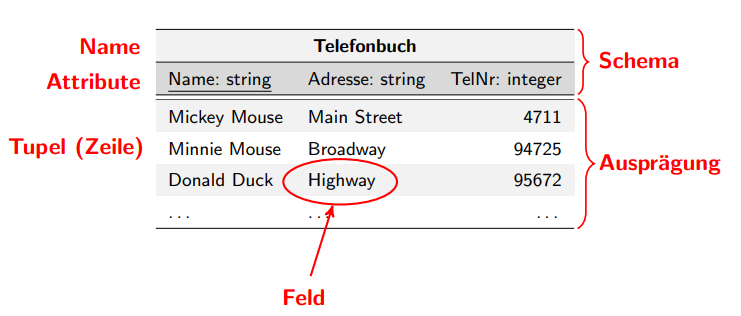 Name Telefonbuch
Schema
Attribute Name: string Adresse: string TelNr: integer
Mickey Mouse Main Street 4711
Tupel (Zeile) Minnie Mouse Broadway 94725
Ausprägung
Donald Duck Highway 95672
... ... ...
Feld